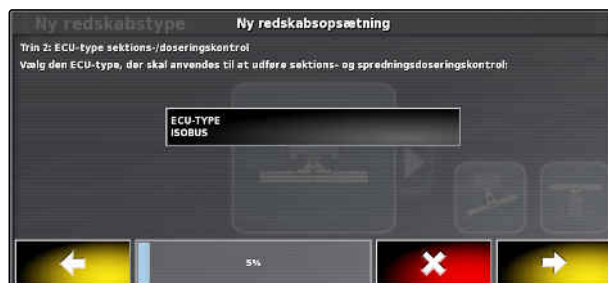 Ny redskabstype
Ny redskabsopsætning
Trin 2: ECU-type sektions-/doseringskontrol
Vælg den ECU-type, der skal anvendes til at udføre sektions- og spredningsdoseringskontrol:
ECU-TYPE
ISOBUS
5%